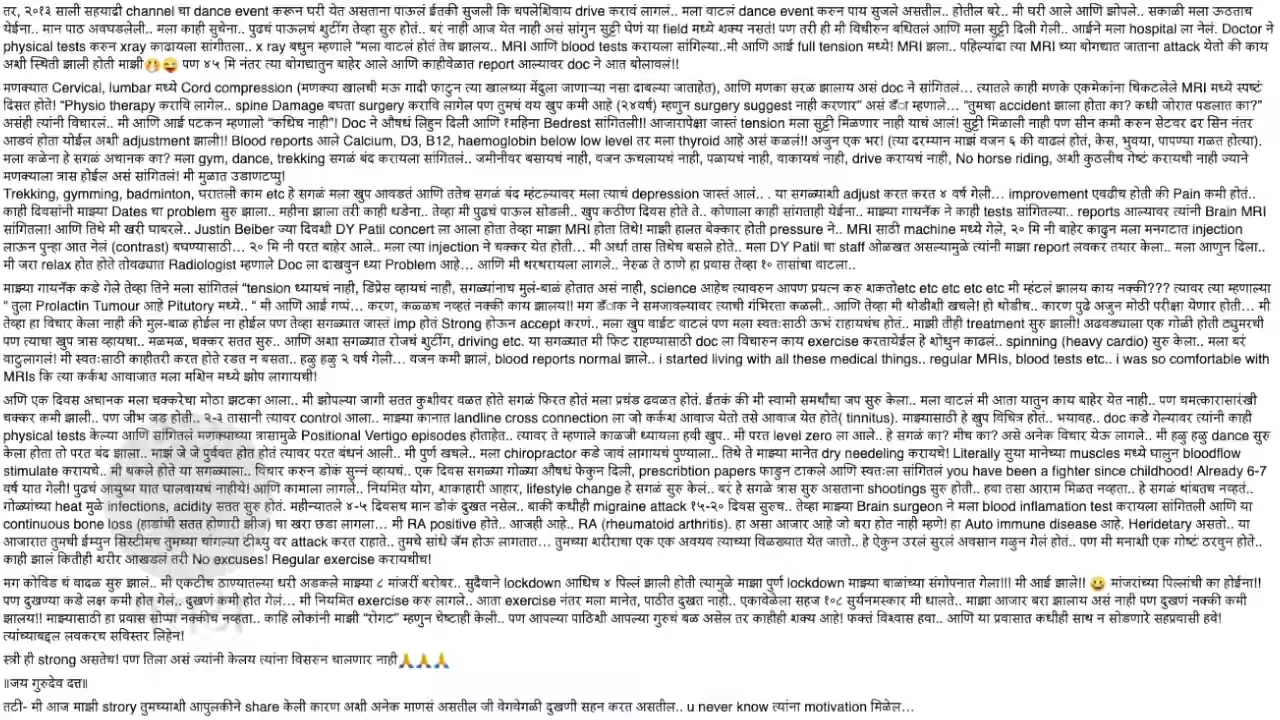 तर, २०१३ साली सहयाद्री channel चा dance event करून घरी येत असताना पाऊलं ईतकी सुजली कि चपलेशिवाय drive करावं लागलं.. मला वाटलं dance event करुन पाय सुजले असतील.. होतील बरे.. मी घरी आले आणि झोपले.. सकाळी मला ऊठताच
येईना.. मान पाठ अवघडलेली.. मला काही सुचेना.. पुढचं पाऊलचं शुटींग तेव्हा सुरु होतं.. बरं नाही आज येत नाही असं सांगुन सुट्टी घेणं या field मध्ये शक्य नसतं! पण तरी ही मी विचीरुन बधितलं आणि मला सुट्टी दिली गेली.. आईने मला hospital ला नेलं. Doctor ने
physical tests करुन xray काढायला सांगीतला.. x ray बधुन म्हणाले "मला वाटलं होतं तेच झालय.. MRI आणि blood tests करायला सांगिल्या..मी आणि आई full tension मध्ये! MRI झला.. पहिल्यांदा त्या MRI च्या बोगद्यात जाताना attack येतो की काय
अशी स्थिती झाली होती माझी🤭😜 पण ४५ मि नंतर त्या बोगद्यातुन बाहेर आले आणि काहीवेळात report आल्यावर doc ने आत बोलावलं!!
मणक्यात Cervical, lumbar मध्ये Cord compression (मणक्या खालची मऊ गादी फाटुन त्या खालच्या मेंदुला जाणाऱ्या नसा दाबल्या जाताहेत), आणि मणका सरळ झालाय असं doc ने सांगितलं… त्यातले काही मणके एकमेकांना चिकटलेले MRI मध्ये स्पष्टं
दिसत होते! "Physio therapy करावि लागेल.. spine Damage बघता surgery करावि लागेल पण तुमचं वय खुप कमी आहे (२४वर्ष) म्हणुन surgery suggest नाही करणार" असं डॅा म्हणाले… "तुमचा accident झाला होता का? कधी जोरात पडलात का?"
असंही त्यांनी विचारलं.. मी आणि आई पटकन म्हणालो "कधिच नाही"! Doc ने औषधं लिहुन दिली आणि १महिना Bedrest सांगितली!! आजारापेक्षा जास्तं tension मला सुट्टी मिळणार नाही याचं आलं! सुट्टी मिळाली नाही पण सीन कमी करुन सेटवर दर सिन नंतर
आडवं होता योईल अशी adjustment झाली!! Blood reports आले Calcium, D3, B12, haemoglobin below low level तर मला thyroid आहे असं कळलं!! अजुन एक भर! (त्या दरम्यान माझं वजन ६ की वाढलं होतं, केस, भुवया, पापण्या गळत होत्या).
मला कळेना हे सगळं अचानक का? मला gym, dance, trekking सगळं बंद करायला सांगितलं.. जमीनीवर बसायचं नाही, वजन ऊचलायचं नाही, पळायचं नाही, वाकायचं नाही, drive करायचं नाही, No horse riding, अशी कुठलीच गेष्टं करायची नाही ज्याने
मणक्याला त्रास होईल असं सांगितलं! मी मुळात उडाणटप्पु!
Trekking, gymming, badminton, घरातली काम etc हे सगळं मला खुप आवडतं आणि ततेच सगळं बंद म्हंटल्यावर मला त्याचं depression जास्तं आलं.. . या सगळ्याशी adjust करत करत ४ वर्ष गेली… improvement एवढीच होती की Pain कमी होतं..
काही दिवसांनी माझ्या Dates चा problem सुरु झाला.. महीना झाला तरी काही धडेना.. तेव्हा मी पुढचं पाऊल सोडली.. खुप कठीण दिवस होते ते.. कोणाला काही सांगताही येईना.. माझ्या गायनॅक ने काही tests सांगितल्या.. reports आल्यावर त्यांनी Brain MRI
सांगितला! आणि तिथे मी खरी घाबरले.. Justin Beiber ज्या दिवशी DY Patil concert ला आला होता तेव्हा माझा MRI होता तिथे! माझी हालत बेक्कार होती pressure ने.. MRI साठी machine मध्ये गेले, २० मि नी बाहेर काढुन मला मनगटात injection
लाऊन पुन्हा आत नेलं (contrast) बघण्यासाठी… २० मि नी परत बाहेर आले.. मला त्या injection ने चक्कर येत होती… मी अर्धा तास तिथेच बसले होते.. मला DY Patil चा staff ओळखत असल्यामुळे त्यांनी माझा report लवकर तयार केला.. मला आणुन दिला..
मी जरा relax होत होते तोवढ्यात Radiologist म्हणाले Doc ला दाखवुन ध्या Problem आहे… आणि मी थरथरायला लागले.. नेरुळ ते ठाणे हा प्रवास तेव्हा १० तासांचा वाटला..
माझ्या गायनॅक कडे गेले तेव्हा तिने मला सांगितलं "tension ध्यायचं नाही, डिप्रेस व्हायचं नाही, सगळ्यांनाच मुलं-बाळं होतात असं नाही, science आहेच त्यावरुन आपण प्रयत्न करु शकतोetc etc etc etc etc मी म्हंटलं झालय काय नक्की??? त्यावर त्या म्हणाल्या
" तुला Prolactin Tumour आहे Pitutory मध्ये.. " मी आणि आई गप्पं… करण, कळ्ळच नव्हतं नक्की काय झालय!! मग डॅाक ने समजावल्यावर त्याची गंभिरता कळली.. आणि तेव्हा मी थोडीशी खचले! हो थोडीच.. कारण पुढे अजुन मोठी परीक्षा येणार होती… मी
तेव्हा हा विचार केला नाही की मुल-बाळ होईल ना होईल पण तेव्हा सगळ्यात जास्तं imp होतं Strong होऊन accept करणं.. मला खुप वाईट वाटलं पण मला स्वतःसाठी ऊभं राहायचंच होतं.. माझी तीही treatment सुरु झाली! अढवड्याला एक गोळी होती ट्युमरची
पण त्याचा खुप त्रास व्हायचा.. मळमळ, चक्कर सतत सुरु.. आणि अशा सगळ्यात रोजचं शुटींग, driving etc. या सगळ्यात मी फिट राहण्यासाठी doc ला विचारुन काय exercise करतायेईल हे शोधुन काढलं.. spinning (heavy cardio) सुरु केला.. मला बरं
वाटुलागलं! मी स्वतःसाठी काहीतरी करत होते रडत न बसता.. हळु हळु २ वर्ष गेली… वजन कमी झालं, blood reports normal झाले.. i started living with all these medical things.. regular MRIs, blood tests etc.. i was so comfortable with
MRIs कि त्या कर्कश आवाजात मला मशिन मध्ये झोप लागायची!
अणि एक दिवस अचानक मला चक्करेचा मोठा झटका आला.. मी झोपल्या जागी सतत कुशीवर वळत होते सगळं फिरत होतं मला प्रचंड ढवळत होतं. ईतकं की मी स्वामी समर्थांचा जप सुरु केला.. मला वाटलं मी आता यातुन काय बाहेर येत नाही.. पण चमत्कारासारंखी
चक्कर कमी झाली.. पण जीभ जड होती.. २-३ तासानी त्यावर control आला.. माझ्या कानात landline cross connection ला जो कर्कश आवाज येतो तसे आवाज येत होते( tinnitus). माझ्यासाठी हे खुप विचित्र होतं.. भयावह.. doc कडे गेल्यावर त्यांनी काही
physical tests केल्या आणि सांगितलं मणक्याच्या त्रासामुळे Positional Vertigo episodes होताहेत.. त्यावर ते म्हणाले काळजी ध्यायला हवी खुप.. मी परत level zero ला आले.. हे सगळं का? मीच का? असे अनेक विचार येऊ लागले.. मी हळु हळु dance सुरु
केला होता तो परत बंद झाला.. माझं जे जे पुर्ववत होत होतं त्यावर परत बंधनं आली.. मी पुर्ण खचले.. मला chiropractor कडे जावं लागायचं पुण्याला.. तिथे ते माझ्या मानेत dry needeling करायचे! Literally सुया मानेच्या muscles मध्ये घालुन bloodflow
stimulate करायचे.. मी थकले होते या सगळ्याला.. विचार करुन डोकं सुन्नं व्हायचं.. एक दिवस सगळ्या गोळ्या औषधं फेकुन दिली, prescribtion papers फाडुन टाकले आणि स्वतःला सांगितलं you have been a fighter since childhood! Already 6-7
वर्ष यात गेली! पुढचं आयुष्य यात घालवायचं नाहीये! आणि कामाला लागले.. नियमित योग, शाकाहारी आहार, lifestyle change हे सगळं सुरु केलं.. बरं हे सगळे त्रास सुरु असताना shootings सुरु होती.. हवा तसा आराम मिळत नव्हता.. हे सगळं थांबतच नव्हतं..
गोळ्यांच्या heat मुळे infections, acidity सतत सुरु होतं. महीन्यातले ४-५ दिवसच मान डोकं दुखत नसेल.. बाकी कधीही migraine attack १५-२० दिवस सुरुच.. तेव्हा माझ्या Brain surgeon ने मला blood inflamation test करायला सांगितली आणि या
continuous bone loss (हाडांची सतत होणारी झीज) चा खरा छडा लागला… मी RA positive होते.. आजही आहे.. RA (rheumatoid arthritis). हा असा आजार आहे जो बरा होत नाही म्हणे! हा Auto immune disease आहे. Heridetary असतो.. या
आजारात तुमची ईम्युन सिस्टीमच तुमच्या चांगल्या टीश्यु वर attack करत राहाते.. तुमचे सांधे जॅम होऊ लागतात… तुमच्या शरीराचा एक एक अवयव त्याच्या विळख्यात येत जातो.. हे ऐकुन उरलं सुरलं अवसान गळुन गेलं होतं.. पण मी मनाशी एक गोष्टं ठरवुन होते..
काही झालं कितीही शरीर आखडलं तरी No excuses! Regular exercise करायचीच!
मग कोविड चं वादळ सुरु झालं.. मी एकटीच ठाण्यातल्या धरी अडकले माझ्या ८ मांजरीं बरोबर.. सुदैवाने lockdown आधिच ४ पिल्लं झाली होती त्यामुळे माझा पुर्ण lockdown माझ्या बाळांच्या संगोपनात गेला!!! मी आई झाले!! 😀 मांजरांच्या पिल्लांची का होईना!!
पण दुखण्या कडे लक्ष कमी होत गेलं.. दुखणं कमी होत गेलं… मी नियमित exercise करु लागले.. आता exercise नंतर मला मानेत, पाठीत दुखत नाही.. एकावेळेला सहज १०८ सुर्यनमस्कार मी धालते.. माझा आजार बरा झालाय असं नाही पण दुखणं नक्की कमी
झालय!! माझ्यासाठी हा प्रवास सोप्पा नक्कीच नव्हता.. काहि लोकांनी माझी "रोगट" म्हणुन चेष्टाही केली.. पण आपल्या पाठिशी आपल्या गुरुचं बळ असेल तर काहीही शक्य आहे! फक्तं विश्वास हवा.. आणि या प्रवासात कधीही साथ न सोडणारे सहप्रवासी हवे!
त्यांच्याबद्दल लवकरच सविस्तर लिहेन!
स्त्री ही strong असतेच! पण तिला असं ज्यांनी केलय त्यांना विसरुन चालणार नाही🙏🙏🙏
॥जय गुरुदेव दत्त॥
तटी- मी आज माझी strory तुमच्याशी आपुलकीने share केली कारण अशी अनेक माणसं असतील जी वेगवेगळी दुखणी सहन करत असतील.. u never know त्यांना motivation मिळेल…